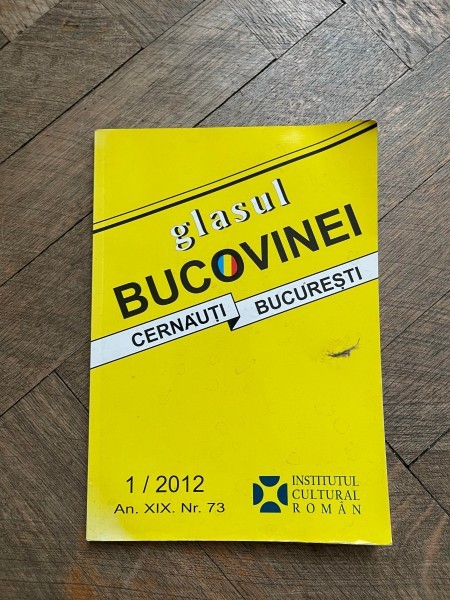 glasul
BUCOVINEI
CERNĂUȚI BUCUREȘTI
1 / 2012
An. XIX. Nr. 73
INSTITUTUL
CULTURAL
ROMÂN